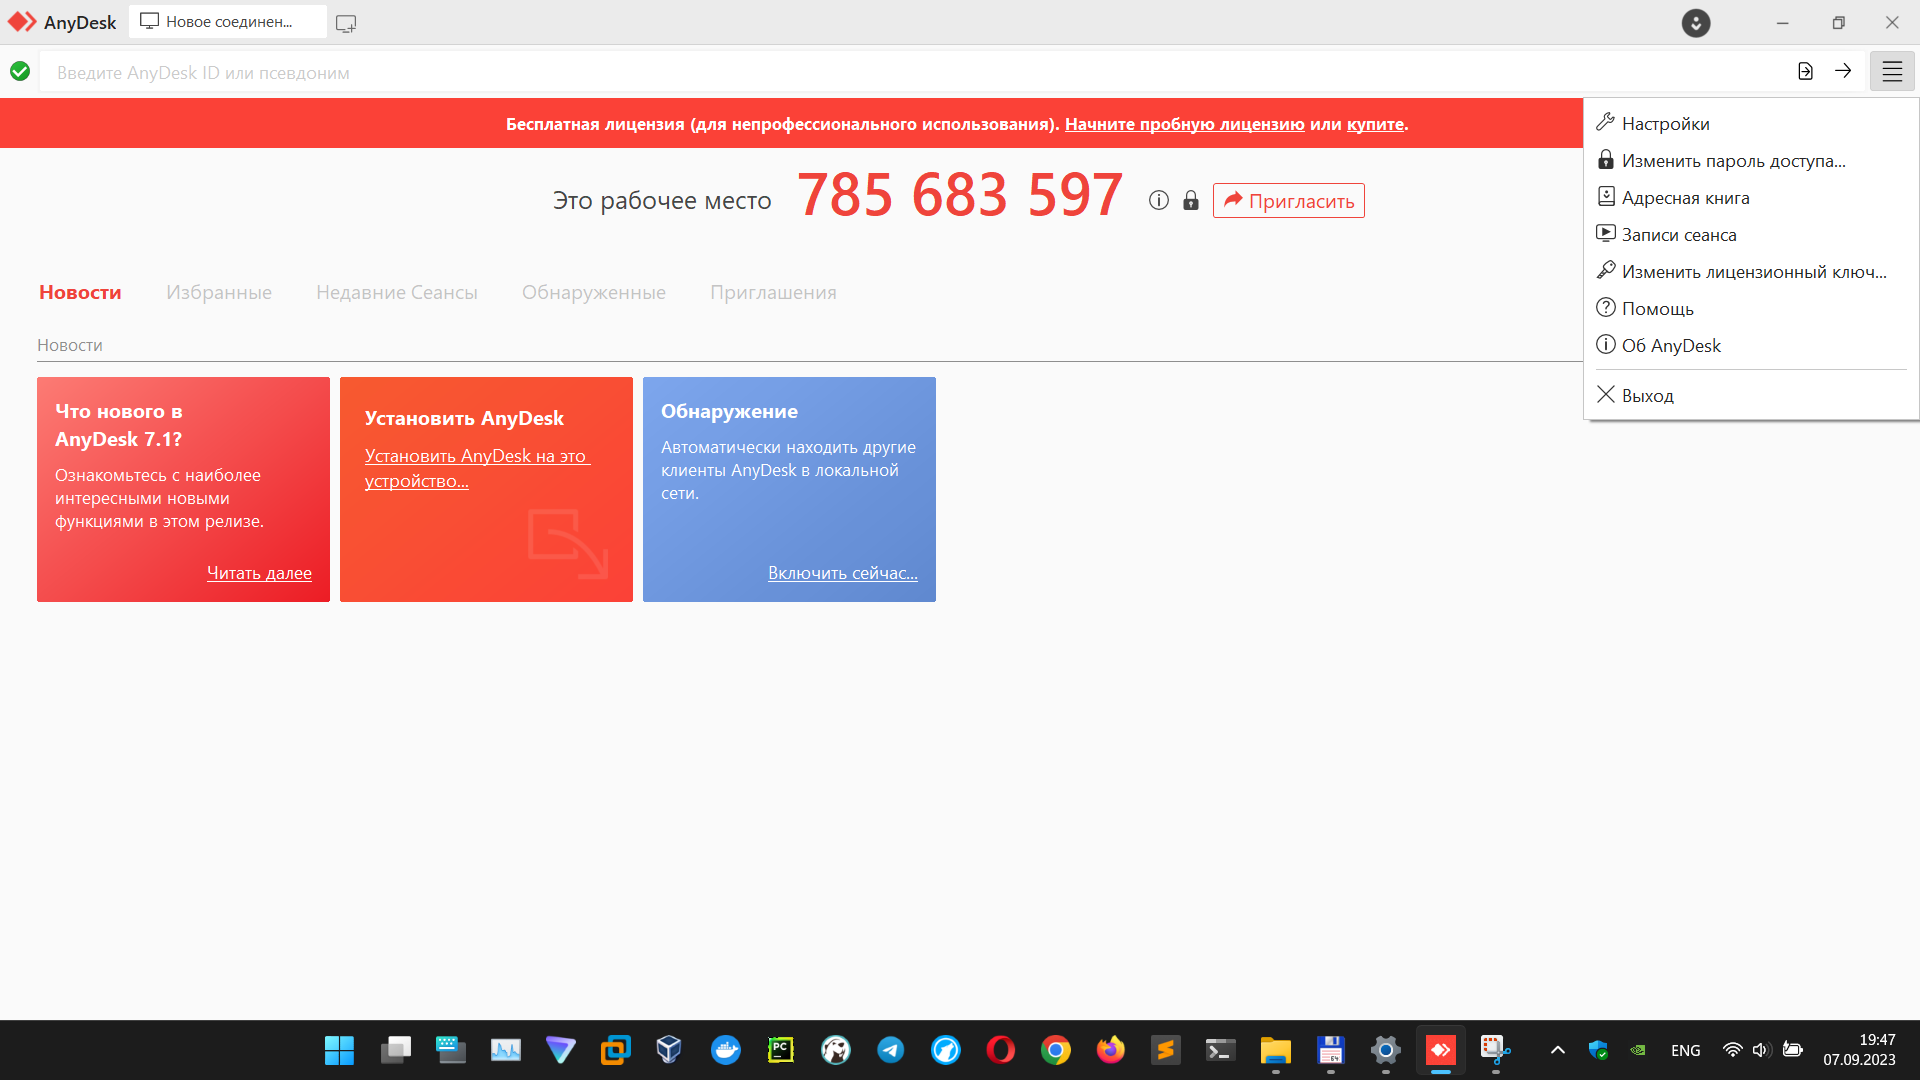 AnyDesk
Новое соединен...
Введите AnyDesk ID или псевдоним
Бесплатная лицензия (для непрофессионального использования). Начните пробную лицензию или купите.
Это рабочее место 785 683 597 Пригласить
Настройки
Изменить пароль доступа...
Адресная книга
Записи сеанса
Изменить лицензионный ключ...
Помощь
Об AnyDesk
Выход
Новости Избранные Недавние Сеансы Обнаруженные Приглашения
Новости
Что нового в
AnyDesk 7.1?
Ознакомьтесь с наиболее
интересными новыми
функциями в этом релизе.
Читать далее
Установить AnyDesk
Установить AnyDesk на это
устройство...
Обнаружение
Автоматически находить другие
клиенты AnyDesk в локальной
сети.
Включить сейчас...
PC
64
ENG
19:47
07.09.2023